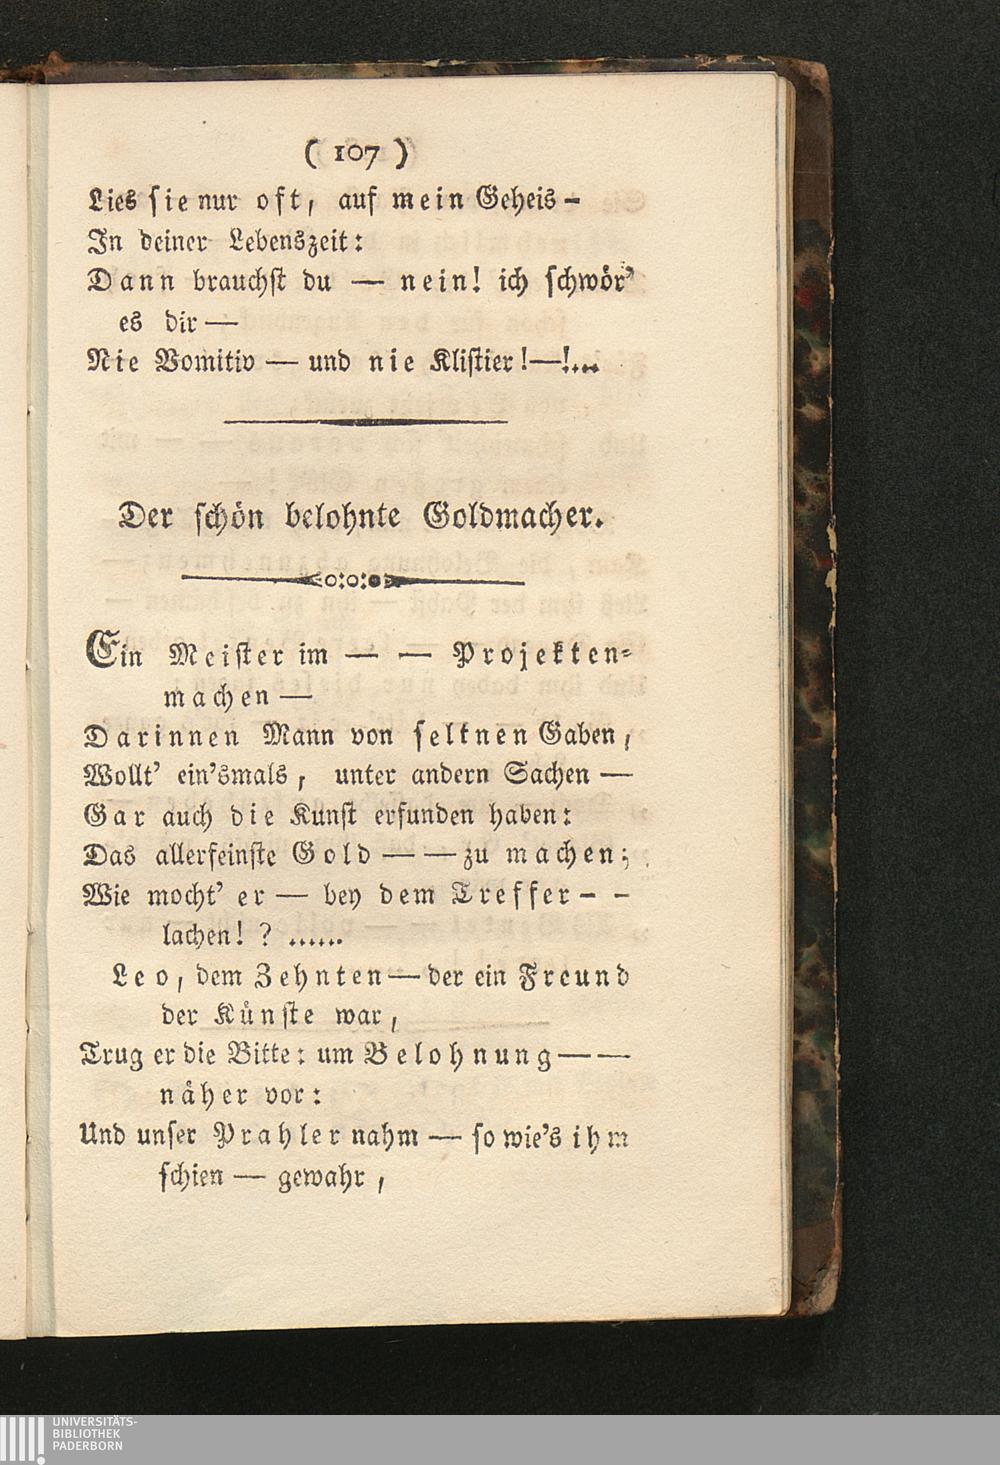 ( 107 )
Lies sie nur oft, auf mein Geheis -
In deiner Lebenszeit:
Dann brauchst du — nein! ich schwör'
es dir —
Nie Vomitiv — und nie Klistier! — !...
Der schön belohnte Goldmacher.
Ein Meister im — — Projekten-
machen —
Darinnen Mann von seltnen Gaben,
Wollt' ein'smals, unter andern Sachen —
Gar auch die Kunst erfunden haben:
Das allerfeinste Gold — — zu machen;
Wie mocht' er — bey dem Treffer - -
lachen! ? ......
Leo, dem Zehnten — der ein Freund
der Künste war,
Trug er die Bitte: um Belohnung — —
näher vor:
Und unser Prahler nahm — so wie's ihm
schien — gewahr,
UNIVERSITÄTS-
BIBLIOTHEK
PADERBORN